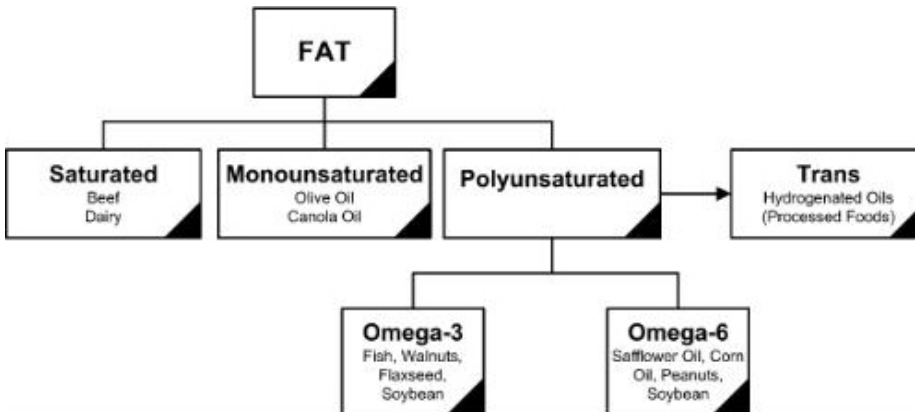 FAT
Saturated
Beef
Dairy
Monounsaturated
Olive Oil
Canola Oil
Polyunsaturated
Trans
Hydrogenated Oils
(Processed Foods)
Omega-3
Fish, Walnuts,
Flaxseed,
Soybean
Omega-6
Safflower Oil, Corn
Oil, Peanuts,
Soybean